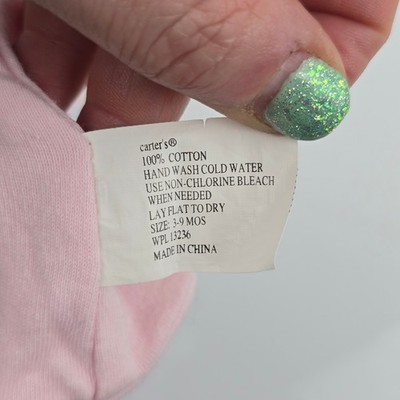 carter's®
100% COTTON
HAND WASH COLD WATER
USE NON-CHLORINE BLEACH
WHEN NEEDED
LAY FLAT TO DRY
SIZE: 3-9 MOS
WPL 13236
MADE IN CHINA